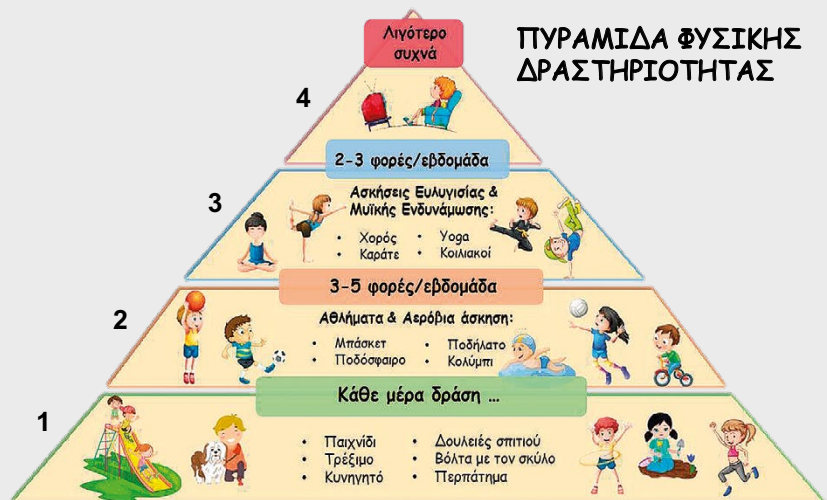 ΠΥΡΑΜΙΔΑ ΦΥΣΙΚΗΣ
ΔΡΑΣΤΗΡΙΟΤΗΤΑΣ
Λιγότερο
συχνά
4
2-3 φορές/εβδομάδα
3
Ασκήσεις Ευλυγισίας &
Μυϊκής Ενδυνάμωσης:
• Χορός • Yoga
• Καράτε • Κοιλιακοί
3-5 φορές/εβδομάδα
2
Αθλήματα & Αερόβια άσκηση:
• Μπάσκετ • Ποδήλατο
• Ποδόσφαιρο • Κολύμπι
Κάθε μέρα δράση ...
1
• Παιχνίδι • Δουλειές σπιτιού
• Τρέξιμο • Βόλτα με τον σκύλο
• Κυνηγητό • Περπάτημα